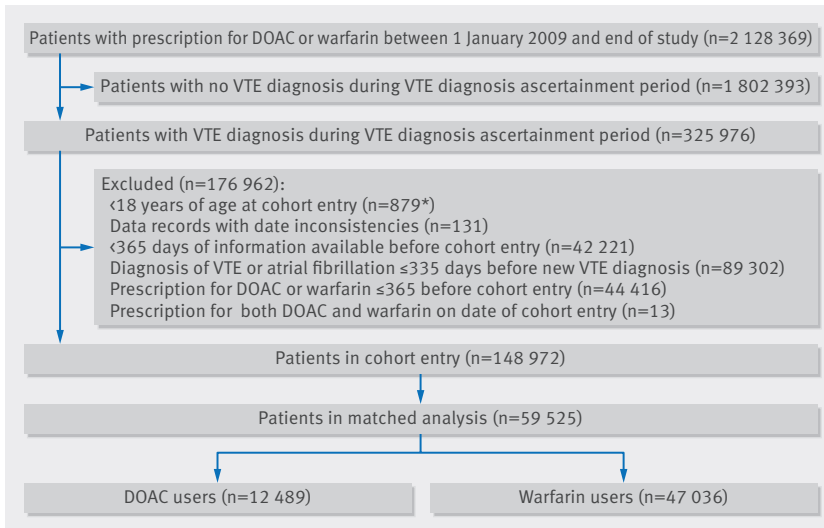 Patients with prescription for DOAC or warfarin between 1 January 2009 and end of study (n=2 128 369)
Patients with no VTE diagnosis during VTE diagnosis ascertainment period (n=1 802 393)
Patients with VTE diagnosis during VTE diagnosis ascertainment period (n=325 976)
Excluded (n=176 962):
<18 years of age at cohort entry (n=879*)
Data records with date inconsistencies (n=131)
<365 days of information available before cohort entry (n=42 221)
Diagnosis of VTE or atrial fibrillation ≤335 days before new VTE diagnosis (n=89 302)
Prescription for DOAC or warfarin ≤365 before cohort entry (n=44 416)
Prescription for both DOAC and warfarin on date of cohort entry (n=13)
Patients in cohort entry (n=148 972)
Patients in matched analysis (n=59 525)
DOAC users (n=12 489)
Warfarin users (n=47 036)